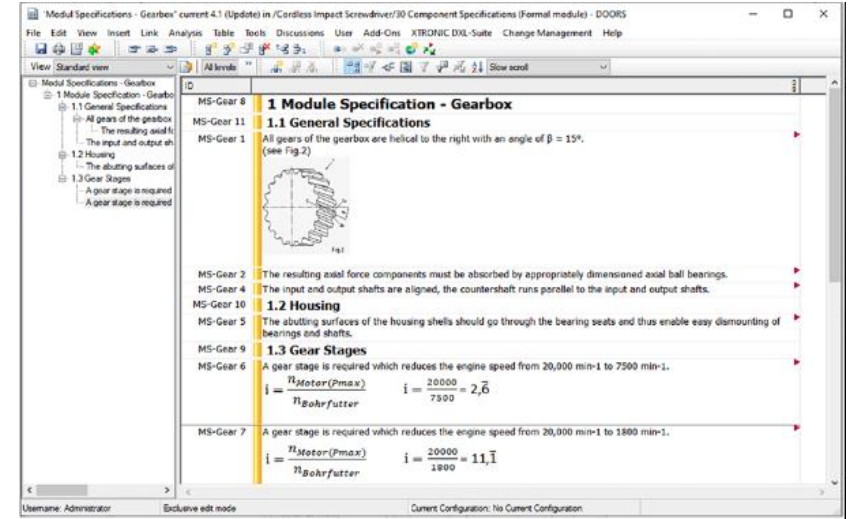 'Modul Specifications - Gearbox' current 4.1 (Update) in /Cordless Impact Screwdriver/30 Component Specifications (Formal module) - DOORS
File Edit View Insert Link Analysis Table Tools Discussions User Add-Ons XTRONIC DXL-Suite Change Management Help
View Standard view All levels Slow scroll
Modul Specifications - Gearbox
1 Module Specification - Gearbo
1.1 General Specifications
All gears of the gearbox
The resulting axial fo
The input and output sh
1.2 Housing
The abutting surfaces of
1.3 Gear Stages
A gear stage is required
A gear stage is required
ID
MS-Gear 8 1 Module Specification - Gearbox
MS-Gear 11 1.1 General Specifications
MS-Gear 1 All gears of the gearbox are helical to the right with an angle of β = 15º.
(see Fig.2)
Fig.2
MS-Gear 2 The resulting axial force components must be absorbed by appropriately dimensioned axial ball bearings.
MS-Gear 4 The input and output shafts are aligned, the countershaft runs parallel to the input and output shafts.
MS-Gear 10 1.2 Housing
MS-Gear 5 The abutting surfaces of the housing shells should go through the bearing seats and thus enable easy dismounting of
bearings and shafts.
MS-Gear 9 1.3 Gear Stages
MS-Gear 6 A gear stage is required which reduces the engine speed from 20,000 min-1 to 7500 min-1.
i = n_Motor(Pmax) / n_Bohrfutter i = 20000 / 7500 = 2,6̅
MS-Gear 7 A gear stage is required which reduces the engine speed from 20,000 min-1 to 1800 min-1.
i = n_Motor(Pmax) / n_Bohrfutter i = 20000 / 1800 = 11,1̅
Username: Administrator Exclusive edit mode Current Configuration: No Current Configuration